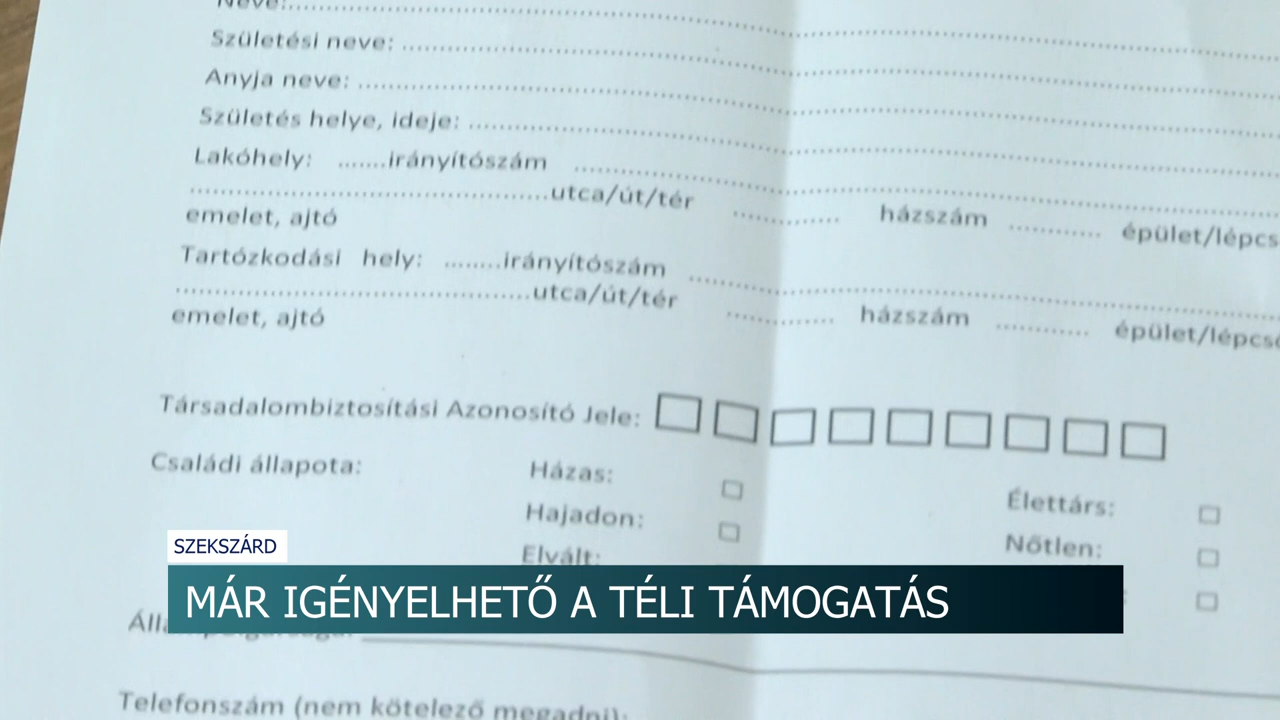 Neve:
Születési neve:
Anyja neve:
Születés helye, ideje:
Lakóhely: ........irányítószám
utca/út/tér házszám épület/lépcs
emelet, ajtó
Tartózkodási hely: ........irányítószám
utca/út/tér házszám épület/lépcső
emelet, ajtó
Társadalombiztosítási Azonosító Jele:
Családi állapota: Házas: Élettárs:
Hajadon: Nőtlen:
Elvált:
SZEKSZÁRD
MÁR IGÉNYELHETŐ A TÉLI TÁMOGATÁS
Telefonszám (nem kötelező megadni):